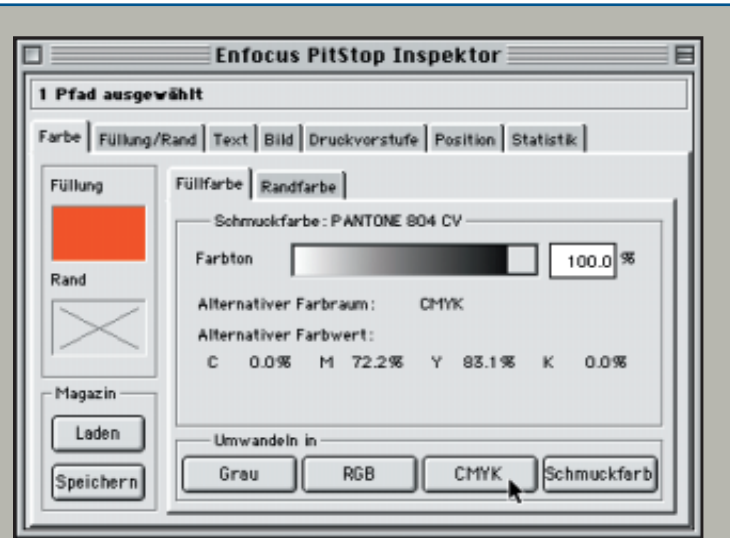 Enfocus PitStop Inspektor
1 Pfad ausgewählt
Farbe Füllung/Rand Text Bild Druckvorstufe Position Statistik
Füllung
Füllfarbe Randfarbe
Schmuckfarbe: PANTONE 804 CV
Farbton 100.0 %
Rand
Alternativer Farbraum: CMYK
Alternativer Farbwert:
C 0.0% M 72.2% Y 83.1% K 0.0%
Magazin
Laden
Umwandeln in
Speichern
Grau RGB CMYK Schmuckfarb